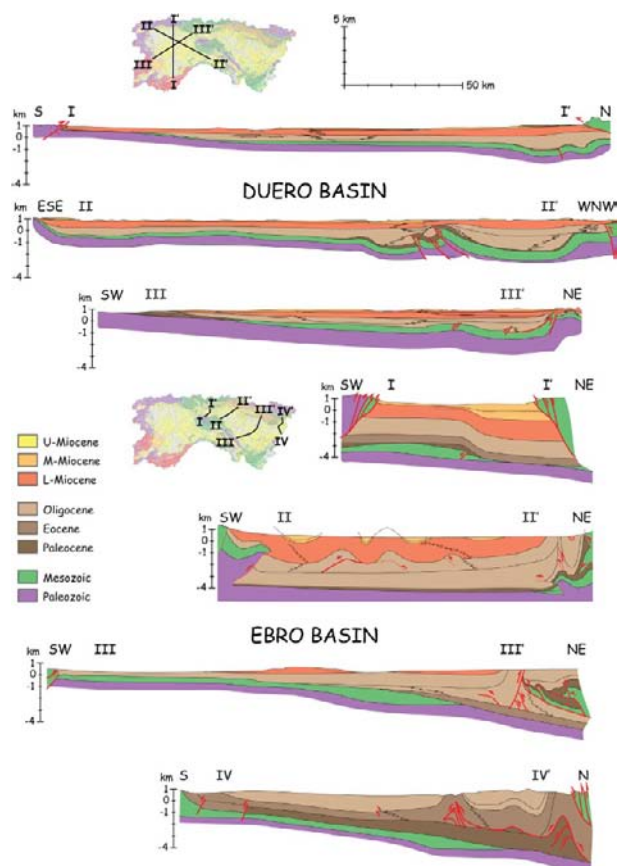 I' 5 km
II III'
III II'
I 50 km
km S I I' N
1
0
-1
-4
DUERO BASIN
km ESE II II' WNW
1
0
-1
-4
km SW III III' NE
1
0
-1
-4
I' II' III' IV'
I II
III IV
km SW I I' NE
1
0
-1
-4
U-Miocene
M-Miocene
L-Miocene
Oligocene
Eocene
Paleocene
Mesozoic
Paleozoic
km SW II II' NE
1
0
-1
-4
EBRO BASIN
km SW III III' NE
1
0
-1
-4
km S IV IV' N
1
0
-1
-2
-4